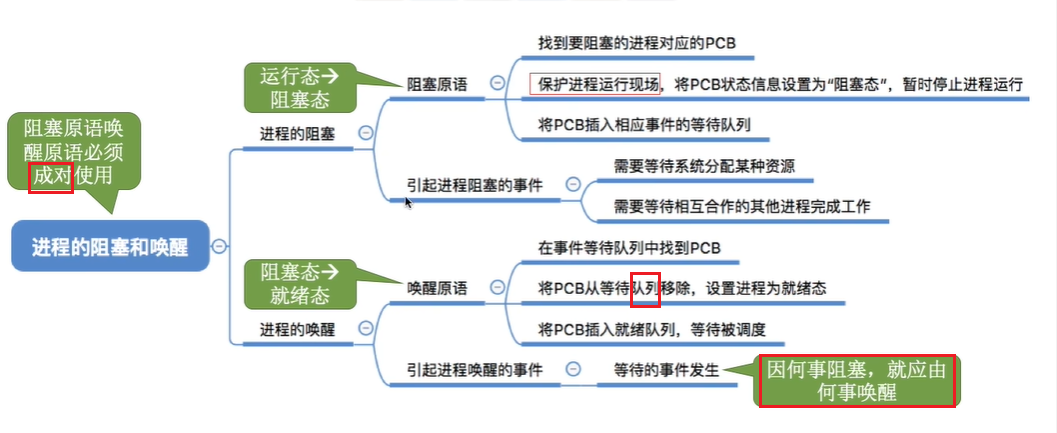 找到要阻塞的进程对应的PCB
运行态→
阻塞态
阻塞原语
保护进程运行现场，将PCB状态信息设置为“阻塞态”，暂时停止进程运行
进程的阻塞
将PCB插入相应事件的等待队列
阻塞原语唤
醒原语必须
成对使用
引起进程阻塞的事件
需要等待系统分配某种资源
需要等待相互合作的其他进程完成工作
进程的阻塞和唤醒
在事件等待队列中找到PCB
阻塞态→
就绪态
唤醒原语
将PCB从等待队列移除，设置进程为就绪态
进程的唤醒
将PCB插入就绪队列，等待被调度
引起进程唤醒的事件
等待的事件发生
因何事阻塞，就应由
何事唤醒